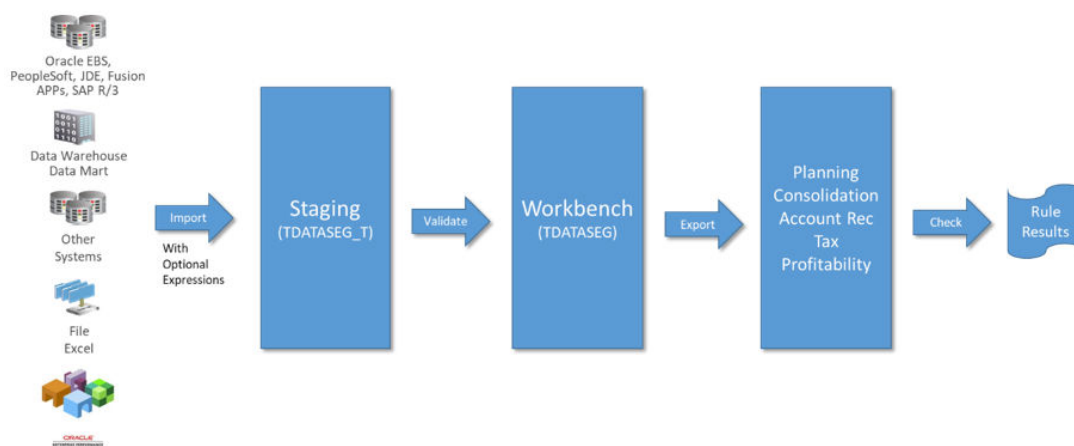 Oracle EBS,
PeopleSoft, JDE, Fusion
APPs, SAP R/3
Data Warehouse
Data Mart
Other
Systems
File
Excel
ORACLE
Import
With
Optional
Expressions
Staging
(TDATASEG_T)
Validate
Workbench
(TDATASEG)
Export
Planning
Consolidation
Account Rec
Tax
Profitability
Check
Rule
Results